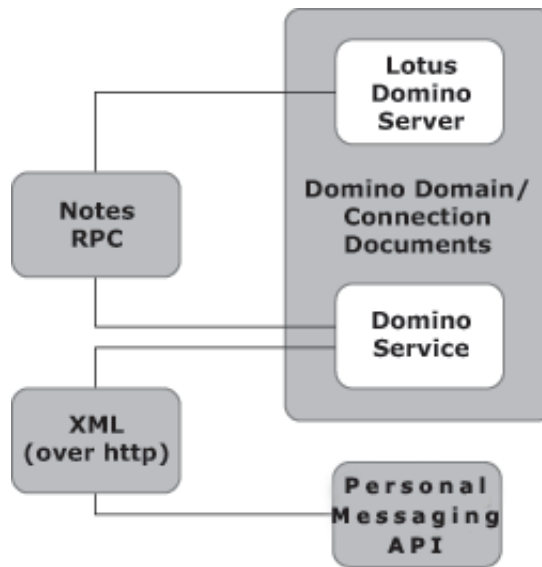 Lotus
Domino
Server
Domino Domain/
Connection
Documents
Notes
RPC
Domino
Service
XML
(over http)
Personal
Messaging
API